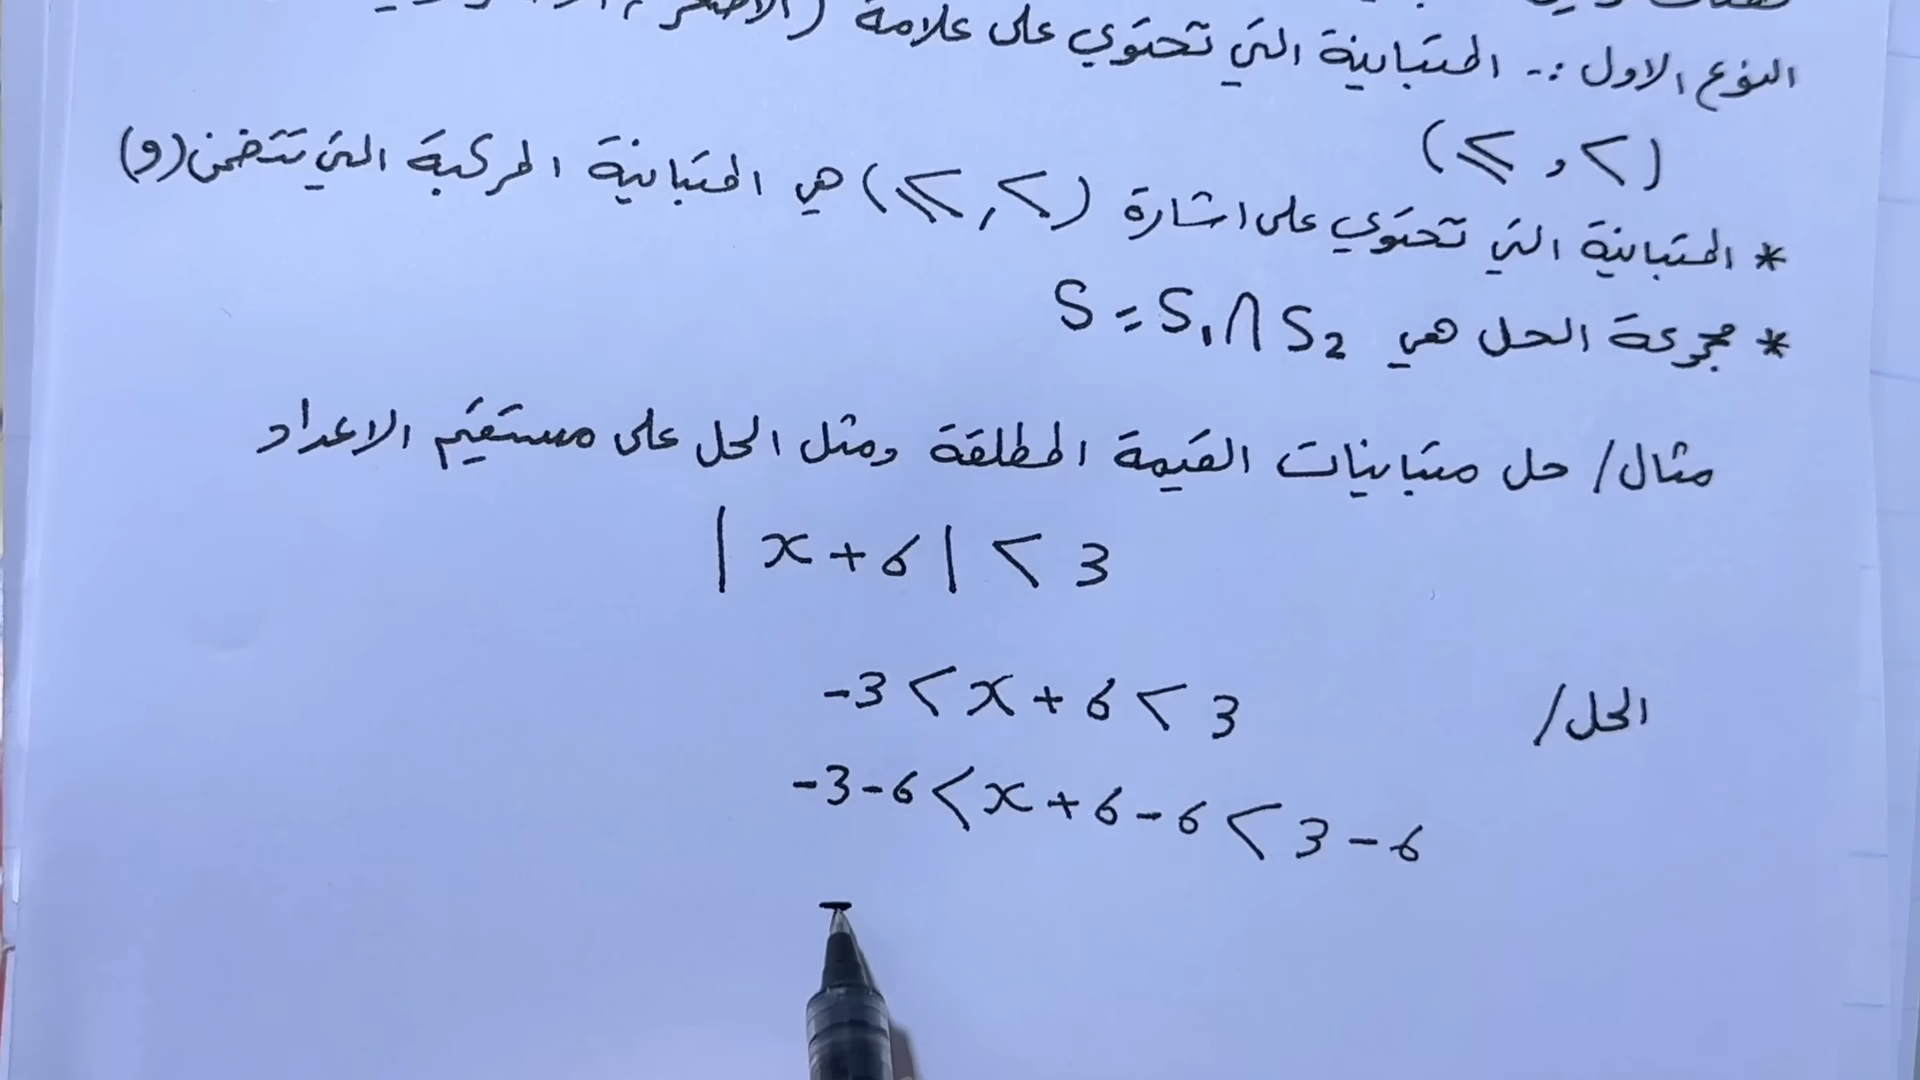 النوع الاول :- المتباينة التي تحتوي على علامة
(< , ≤)
* المتباينة التي تحتوي على اشارة (< , ≤) هي المتباينة المركبة التي تتضمن (و)
* مجموعة الحل هي S = S₁ ∩ S₂
مثال / حل متباينات القيمة المطلقة ومثل الحل على مستقيم الاعداد
|x + 6| < 3
الحل / -3 < x + 6 < 3
-3-6 < x + 6 - 6 < 3 - 6
-